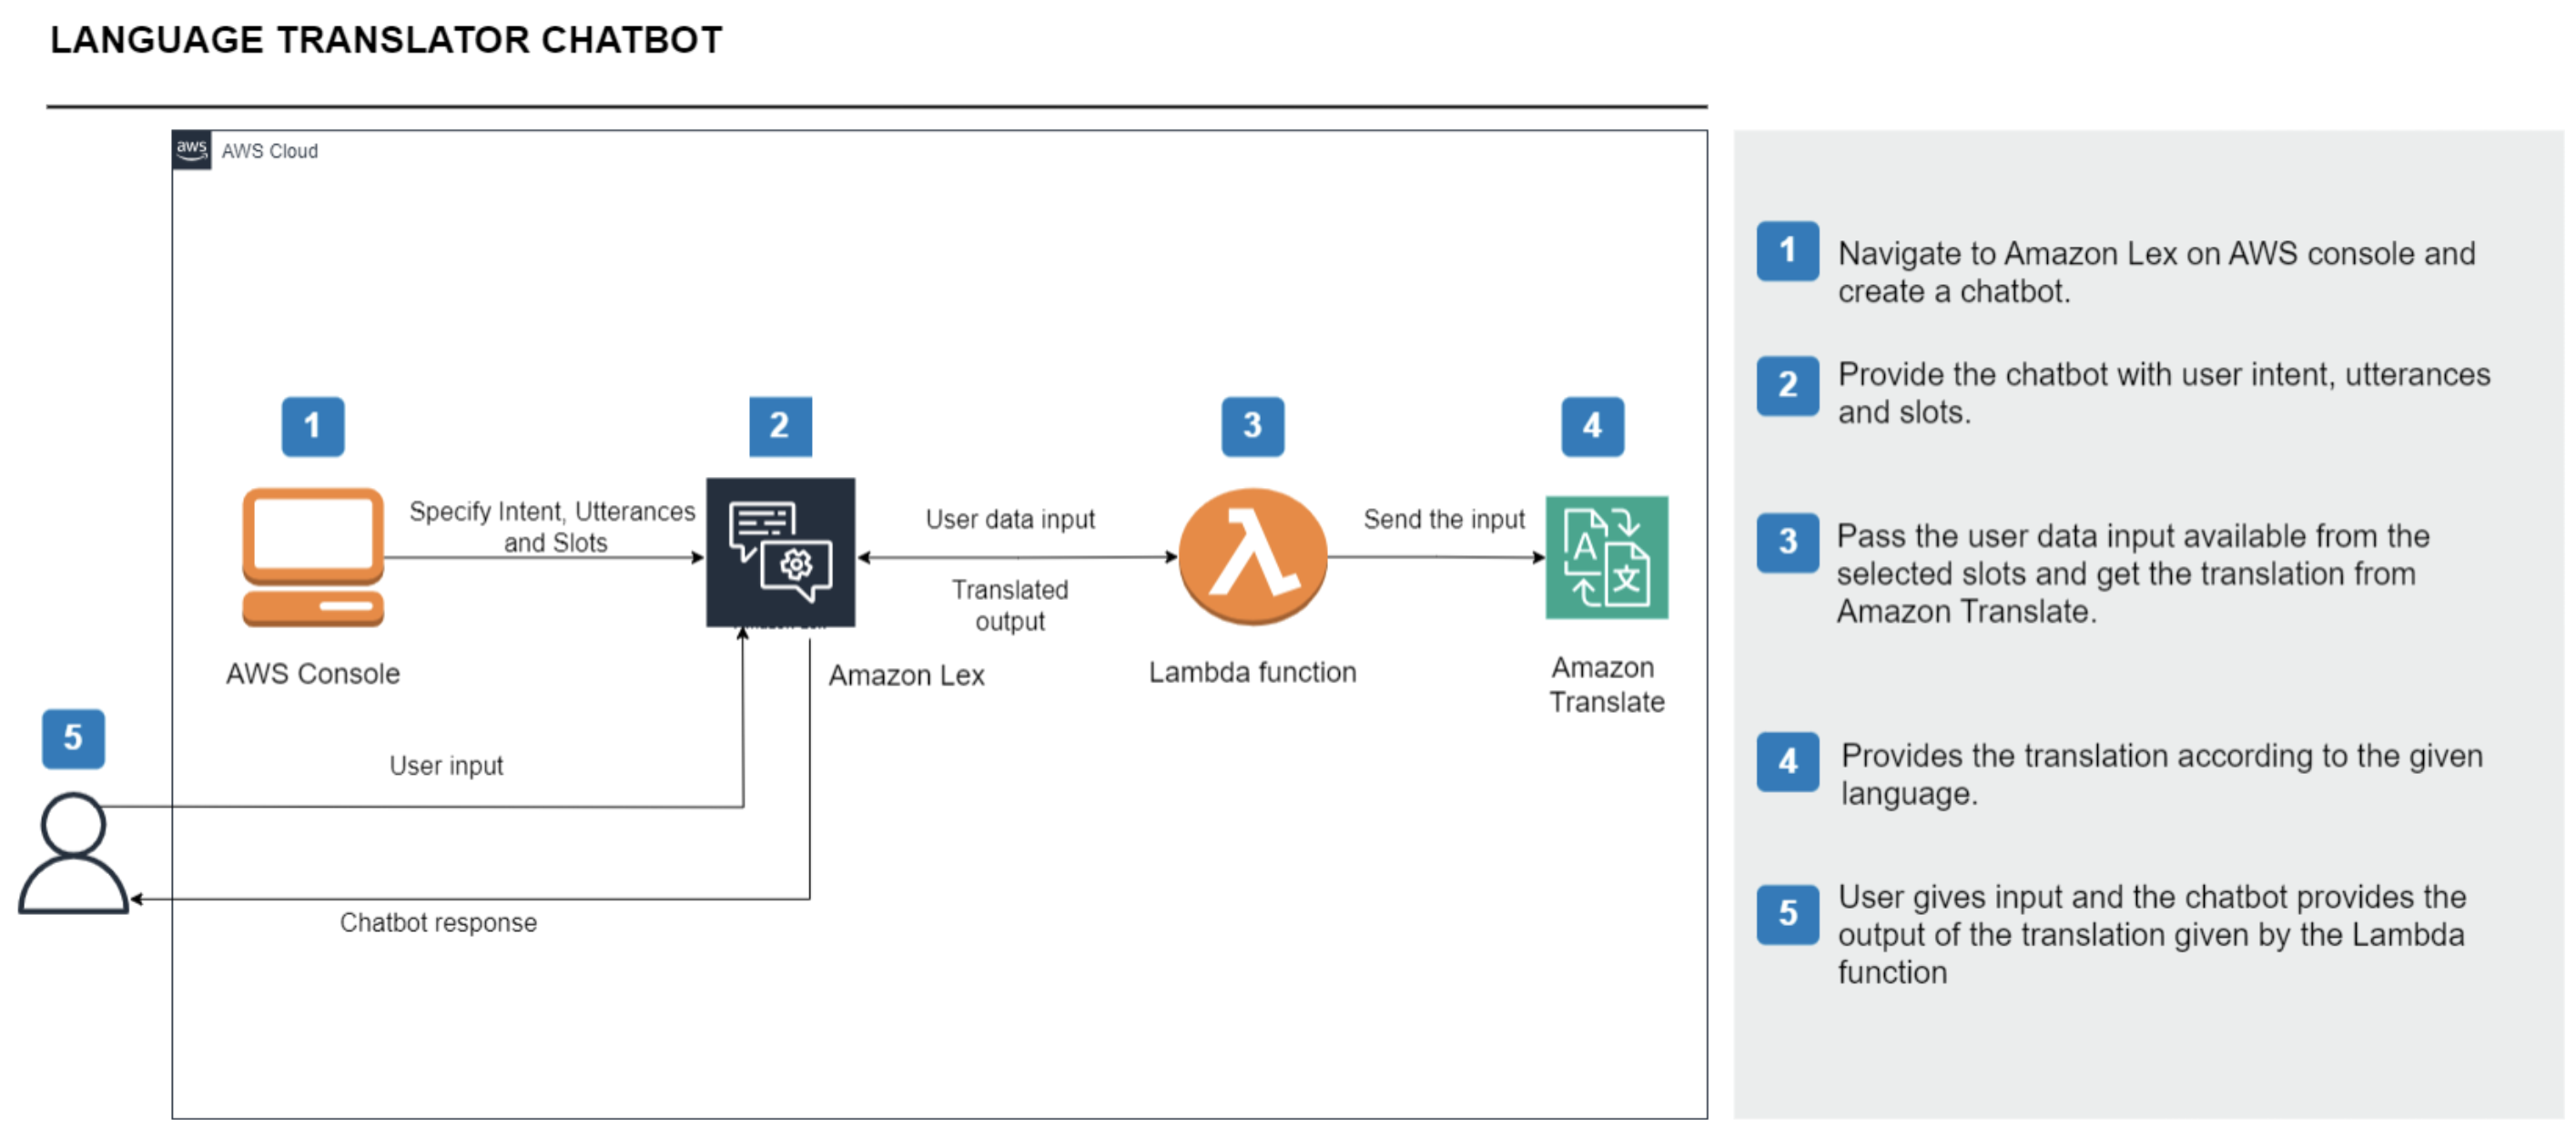 LANGUAGE TRANSLATOR CHATBOT
aws
AWS Cloud
1
2
3
4
Specify Intent, Utterances
and Slots
User data input
Send the input
Translated
output
A
文
AWS Console
Amazon Lex
Lambda function
Amazon
Translate
5
User input
Chatbot response
1
Navigate to Amazon Lex on AWS console and
create a chatbot.
2
Provide the chatbot with user intent, utterances
and slots.
3
Pass the user data input available from the
selected slots and get the translation from
Amazon Translate.
4
Provides the translation according to the given
language.
5
User gives input and the chatbot provides the
output of the translation given by the Lambda
function